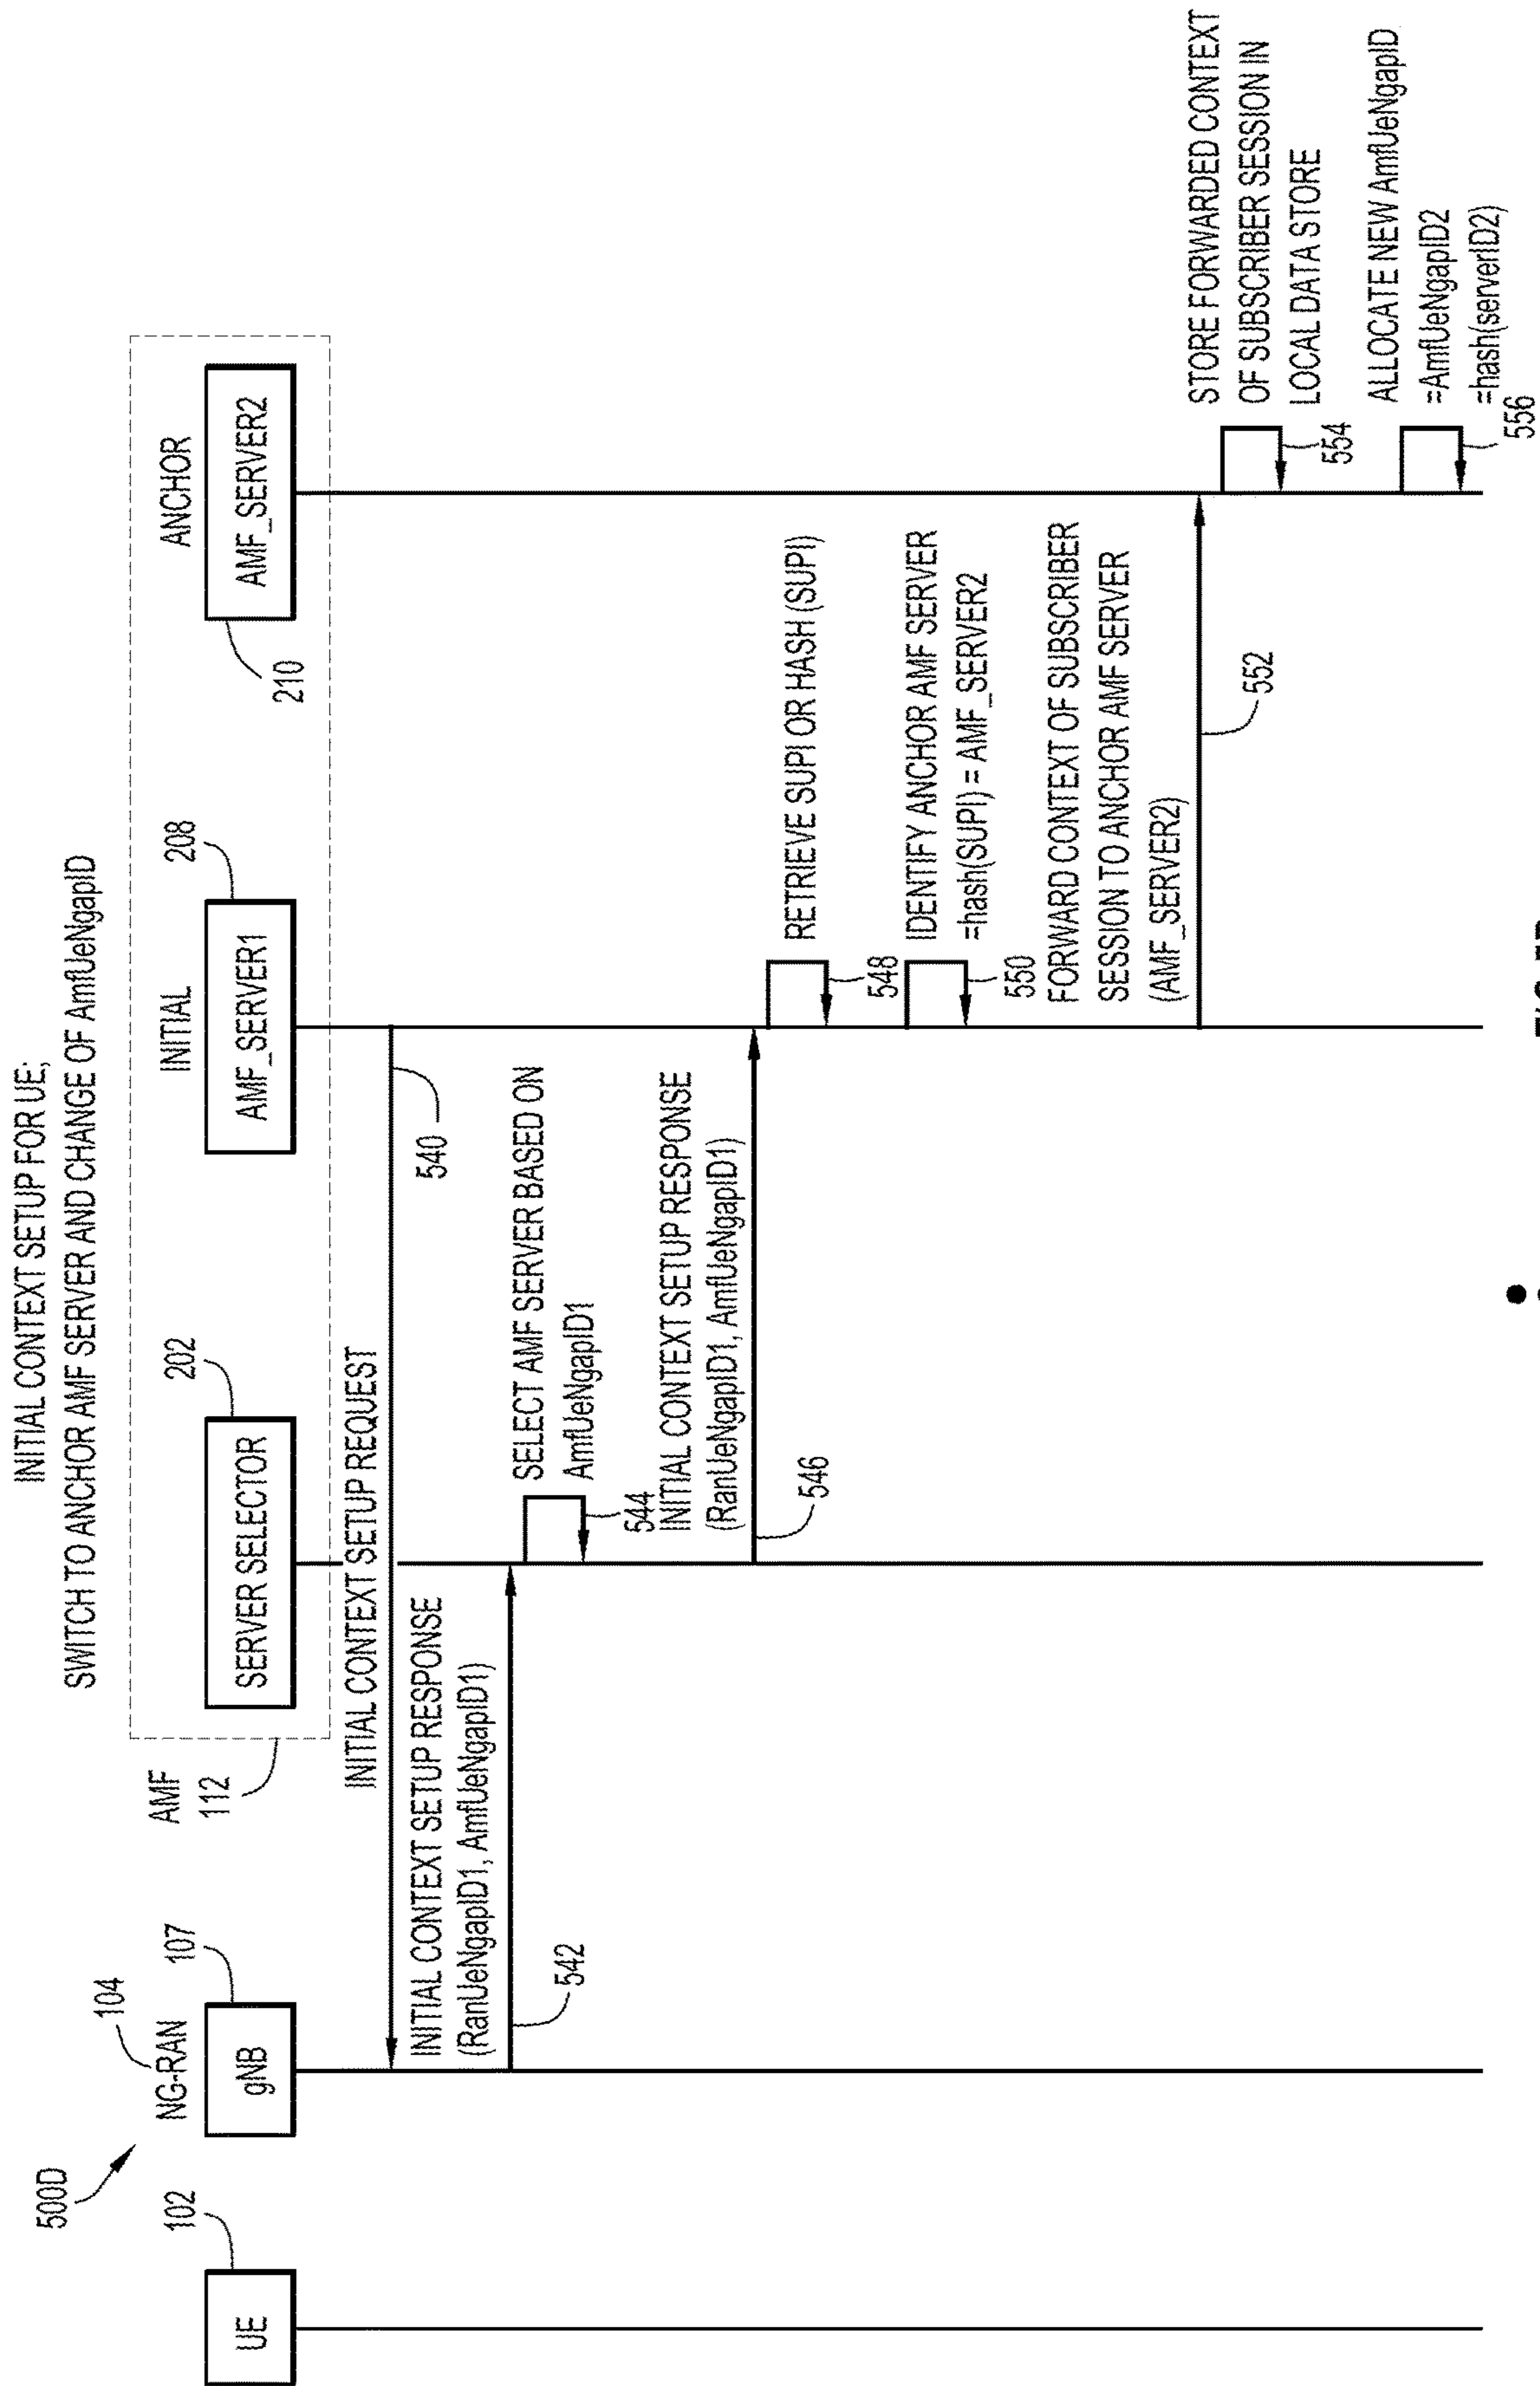 INITIAL CONTEXT SETUP FOR UE;
SWITCH TO ANCHOR AMF SERVER AND CHANGE OF AmfUeNgapID
500D
NG-RAN
104
AMF
112
INITIAL
ANCHOR
102
UE
107
gNB
202
SERVER SELECTOR
208
AMF_SERVER1
210
AMF_SERVER2
INITIAL CONTEXT SETUP REQUEST
540
INITIAL CONTEXT SETUP RESPONSE
(RanUeNgapID1, AmfUeNgapID1)
542
SELECT AMF SERVER BASED ON
AmfUeNgapID1
544
INITIAL CONTEXT SETUP RESPONSE
(RanUeNgapID1, AmfUeNgapID1)
546
RETRIEVE SUPI OR HASH (SUPI)
548
IDENTIFY ANCHOR AMF SERVER
=hash(SUPI) = AMF_SERVER2
550
FORWARD CONTEXT OF SUBSCRIBER
SESSION TO ANCHOR AMF SERVER
(AMF_SERVER2)
552
STORE FORWARDED CONTEXT
OF SUBSCRIBER SESSION IN
LOCAL DATA STORE
554
ALLOCATE NEW AmfUeNgapID
=AmfUeNgapID2
=hash(serverID2)
556